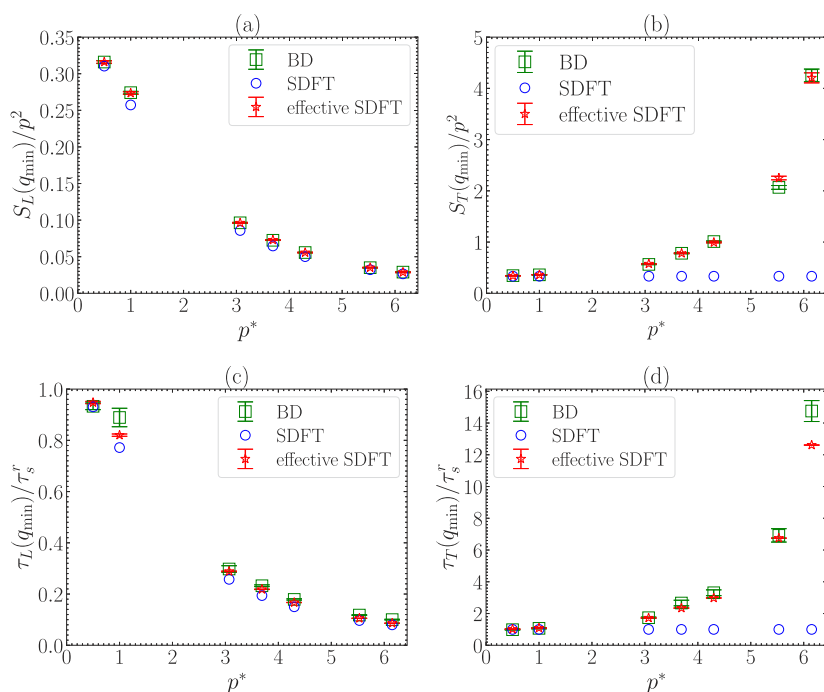 (a)
0.35
0.30
0.25
0.20
0.15
0.10
0.05
0.00
S_L(q_min)/p^2
BD
SDFT
effective SDFT
0 1 2 3 4 5 6
p*
(b)
5
4
3
2
1
0
S_T(q_min)/p^2
BD
SDFT
effective SDFT
0 1 2 3 4 5 6
p*
(c)
1.0
0.8
0.6
0.4
0.2
0.0
τ_L(q_min)/τ_s^r
BD
SDFT
effective SDFT
0 1 2 3 4 5 6
p*
(d)
16
14
12
10
8
6
4
2
0
τ_T(q_min)/τ_s^r
BD
SDFT
effective SDFT
0 1 2 3 4 5 6
p*